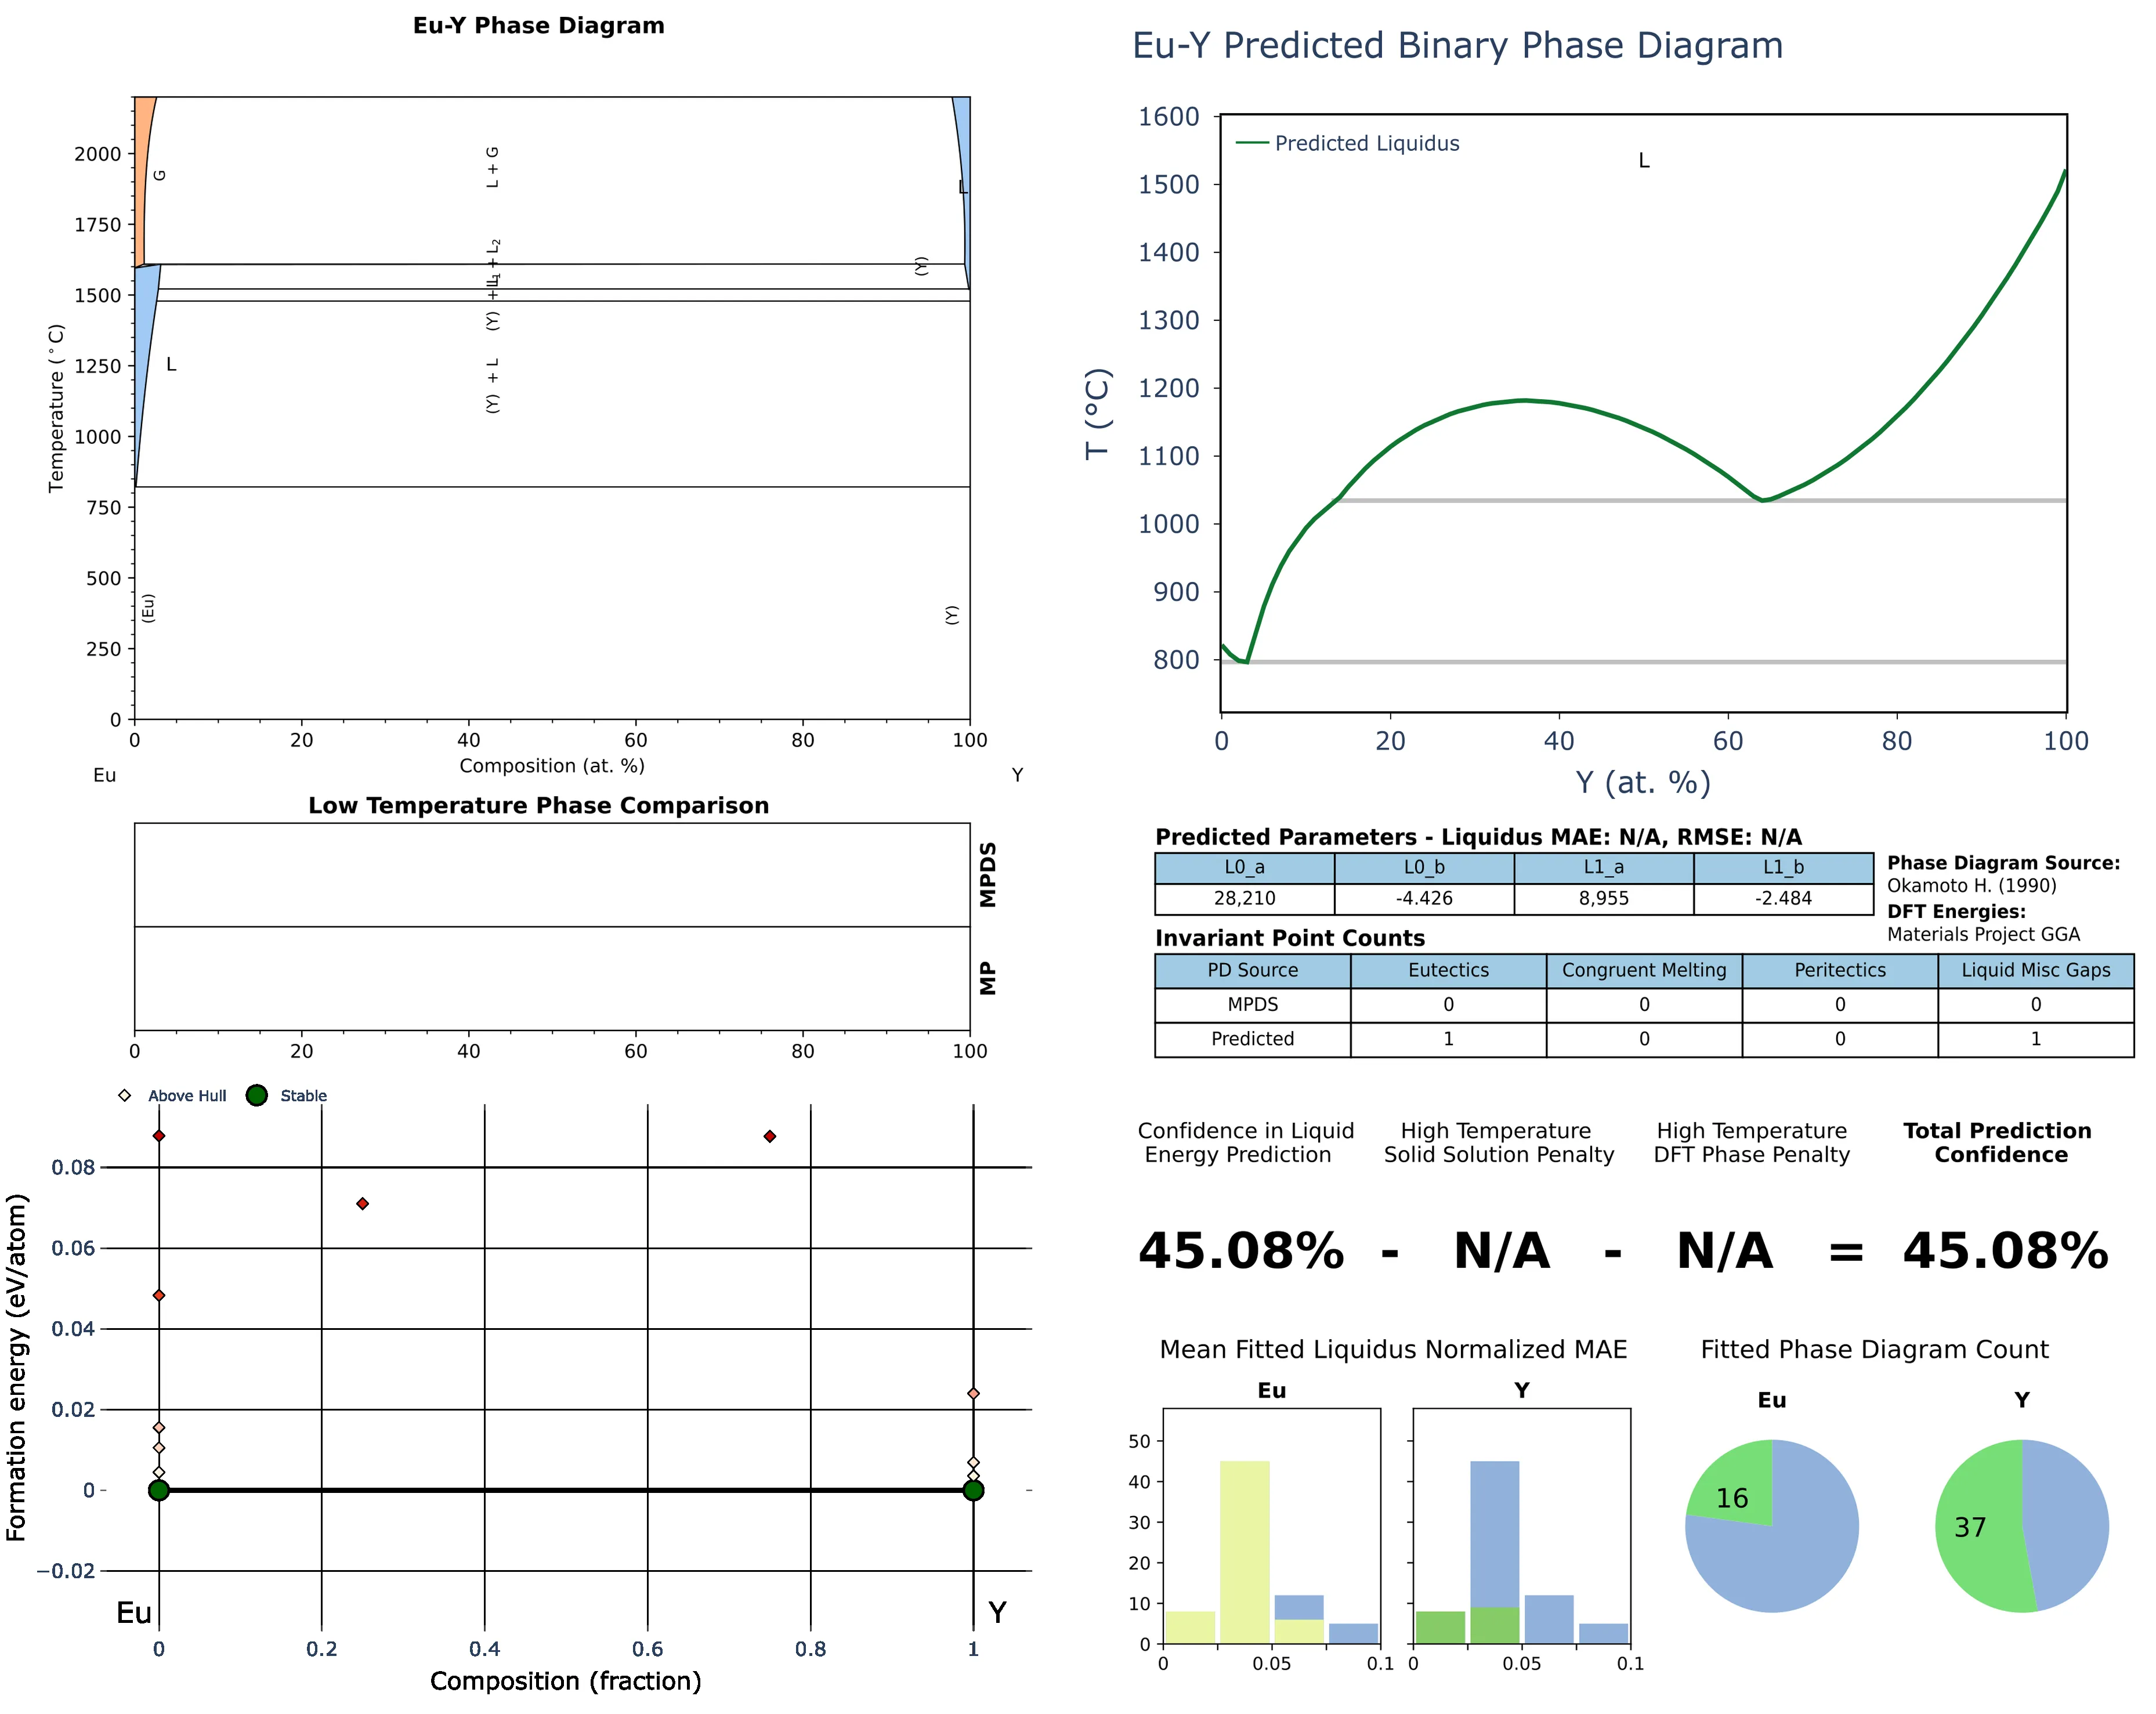 Eu-Y Phase Diagram
2000
1750
1500
1250
1000
750
500
250
0
Temperature (°C)
G
L + G
L
L₁ + L₂
(Y)
(Y) + L
L
(Y) + L
(Eu)
(Y)
0 20 40 60 80 100
Composition (at. %)
Eu Y
Low Temperature Phase Comparison
MPDS
MP
0 20 40 60 80 100
Above Hull Stable
0.08
0.06
0.04
0.02
0
−0.02
Formation energy (eV/atom)
Eu Y
0 0.2 0.4 0.6 0.8 1
Composition (fraction)
Eu-Y Predicted Binary Phase Diagram
1600
1500
1400
1300
1200
1100
1000
900
800
T (°C)
Predicted Liquidus
L
0 20 40 60 80 100
Y (at. %)
Predicted Parameters - Liquidus MAE: N/A, RMSE: N/A
L0_a L0_b L1_a L1_b
28,210 -4.426 8,955 -2.484
Phase Diagram Source:
Okamoto H. (1990)
DFT Energies:
Materials Project GGA
Invariant Point Counts
PD Source Eutectics Congruent Melting Peritectics Liquid Misc Gaps
MPDS 0 0 0 0
Predicted 1 0 0 1
Confidence in Liquid
Energy Prediction
High Temperature
Solid Solution Penalty
High Temperature
DFT Phase Penalty
Total Prediction
Confidence
45.08% - N/A - N/A = 45.08%
Mean Fitted Liquidus Normalized MAE
Eu Y
50
40
30
20
10
0
0 0.05 0.1 0 0.05 0.1
Fitted Phase Diagram Count
Eu Y
16
37